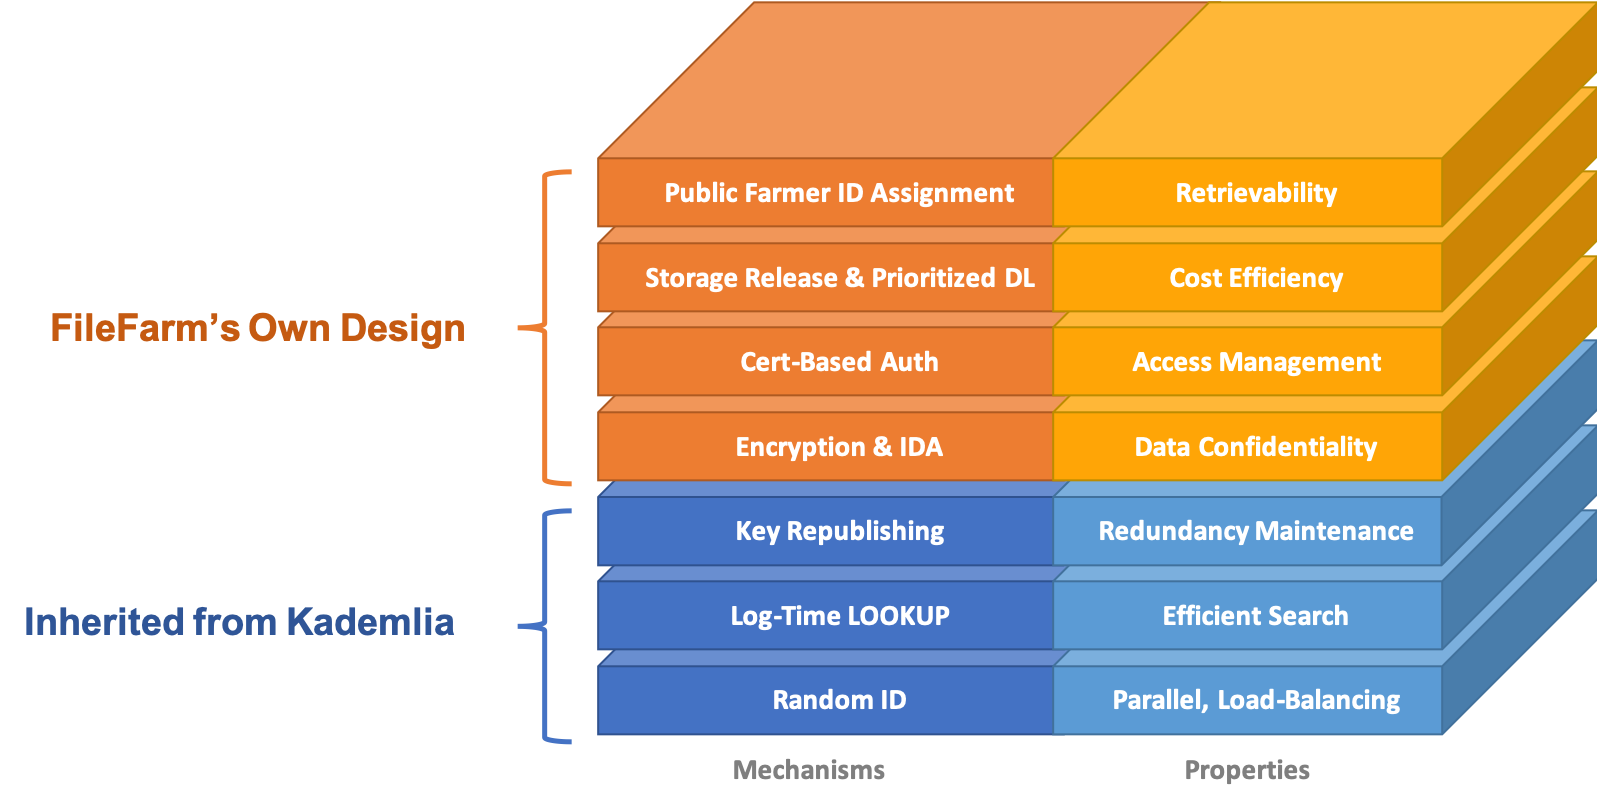 Public Farmer ID Assignment
Retrievability
Storage Release & Prioritized DL
Cost Efficiency
FileFarm’s Own Design
Cert-Based Auth
Access Management
Encryption & IDA
Data Confidentiality
Key Republishing
Redundancy Maintenance
Inherited from Kademlia
Log-Time LOOKUP
Efficient Search
Random ID
Parallel, Load-Balancing
Mechanisms
Properties